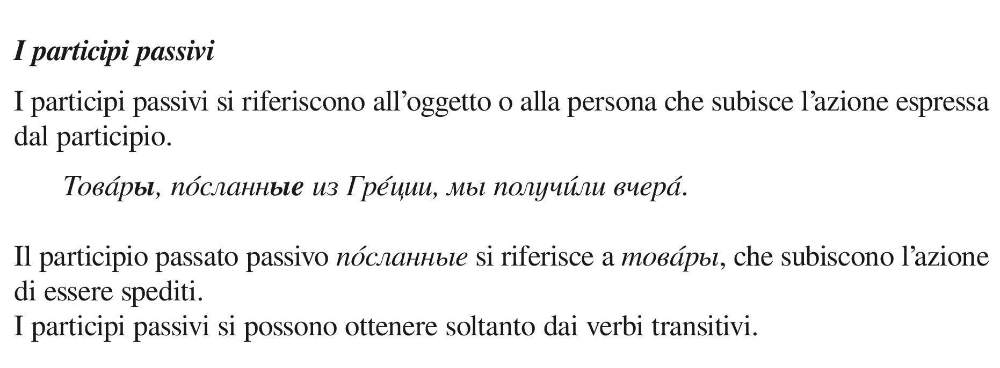 I participi passivi
I participi passivi si riferiscono all’oggetto o alla persona che subisce l’azione espressa
dal participio.
Това́ры, по́сланные из Гре́ции, мы получи́ли вчера́.
Il participio passato passivo по́сланные si riferisce a това́ры, che subiscono l’azione
di essere spediti.
I participi passivi si possono ottenere soltanto dai verbi transitivi.